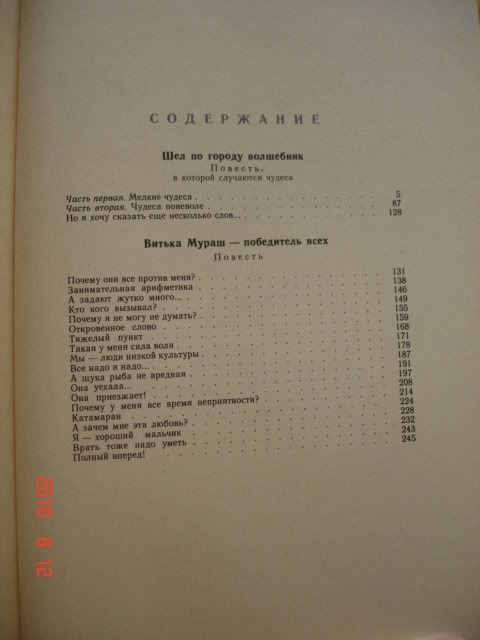 СОДЕРЖАНИЕ
Шел по городу волшебник
Повесть,
в которой случаются чудеса
Часть первая. Мелкие чудеса 5
Часть вторая. Чудеса поневоле 87
Но я хочу сказать еще несколько слов... 128
Витька Мураш — победитель всех
Повесть
Почему они все против меня? 131
Занимательная арифметика 138
А задают жутко много... 146
Кто кого вызывал? 149
Почему я не могу не думать? 155
Откровенное слово 159
Тяжелый пункт 168
Такая у меня сила воли 171
Мы — люди низкой культуры 178
Все надо и надо... 187
А щука рыба не вредная 191
Она уехала... 197
Она приезжает! 208
Почему у меня все время неприятности? 214
Катамаран 224
А зачем мне эта любовь? 228
Я — хороший мальчик 232
Врать тоже надо уметь 243
Полный вперед! 245
2010 8 12